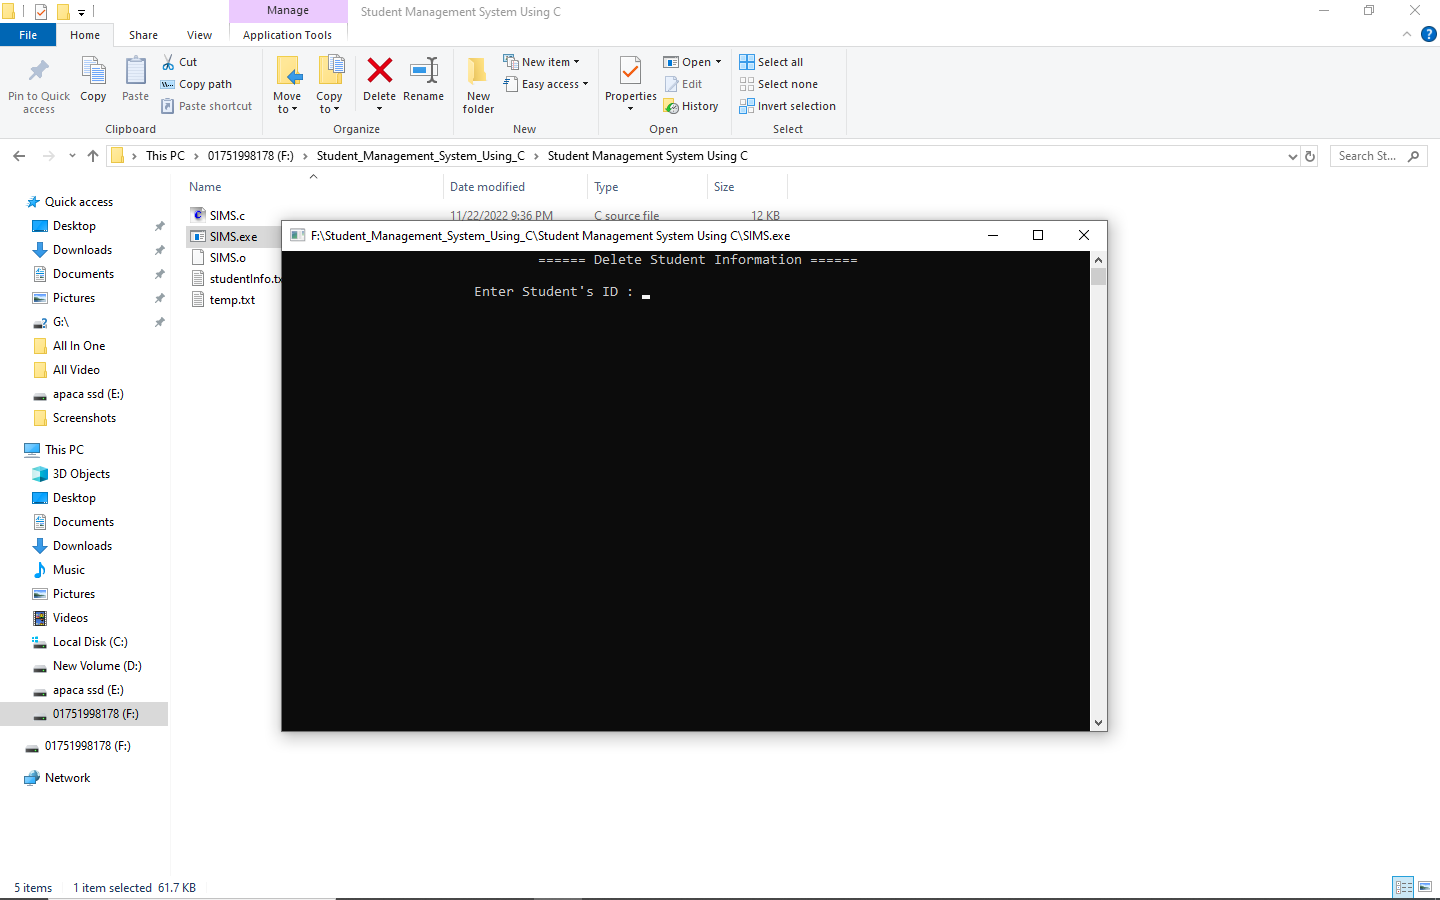 Manage
Student Management System Using C
File
Home
Share
View
Application Tools
Pin to Quick access
Copy
Paste
Cut
Copy path
Paste shortcut
Clipboard
Move to
Copy to
Delete
Rename
Organize
New folder
New item
Easy access
New
Properties
Open
Edit
History
Open
Select all
Select none
Invert selection
Select
This PC > 01751998178 (F:) > Student_Management_System_Using_C > Student Management System Using C
Search St...
Name
Date modified
Type
Size
SIMS.c
11/22/2022 9:36 PM
C source file
12 KB
SIMS.exe
SIMS.o
studentInfo.tx
temp.txt
F:\Student_Management_System_Using_C\Student Management System Using C\SIMS.exe
====== Delete Student Information ======
Enter Student's ID :
Quick access
Desktop
Downloads
Documents
Pictures
G:\
All In One
All Video
apaca ssd (E:)
Screenshots
This PC
3D Objects
Desktop
Documents
Downloads
Music
Pictures
Videos
Local Disk (C:)
New Volume (D:)
apaca ssd (E:)
01751998178 (F:)
01751998178 (F:)
Network
5 items
1 item selected 61.7 KB